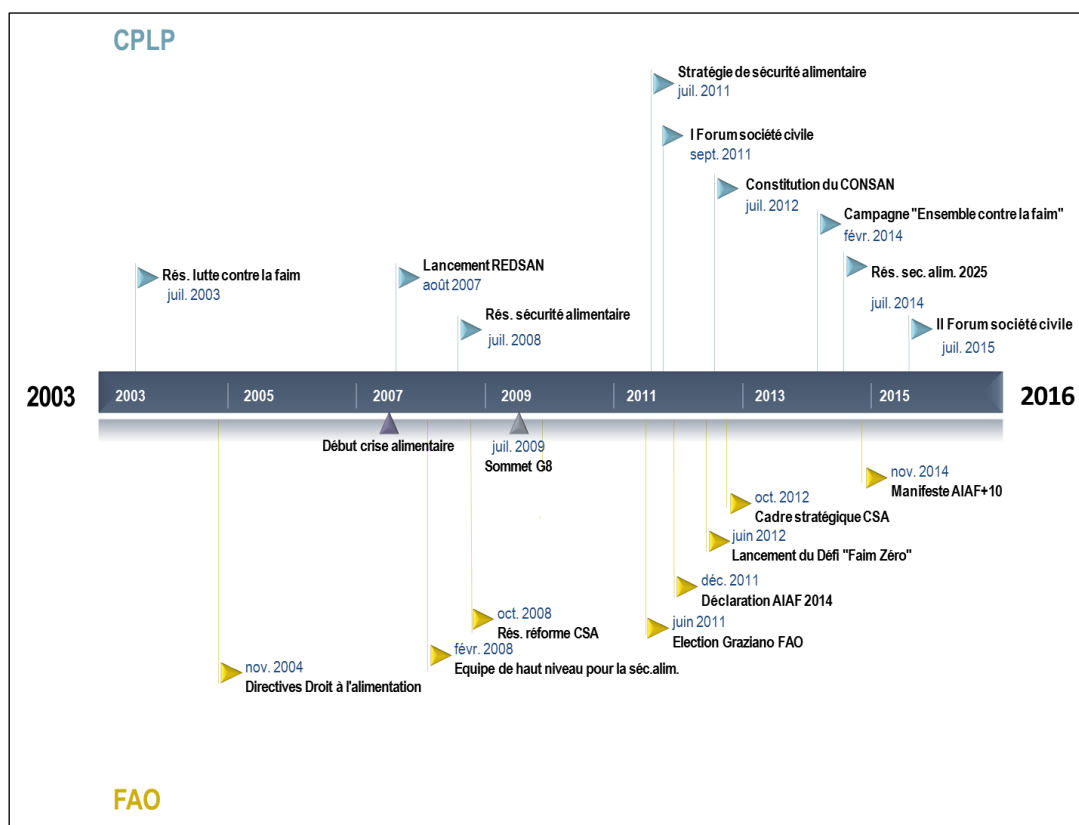 CPLP
Stratégie de sécurité alimentaire
juil. 2011
I Forum société civile
sept. 2011
Constitution du CONSAN
juil. 2012
Campagne "Ensemble contre la faim"
févr. 2014
Rés. lutte contre la faim
juil. 2003
Lancement REDSAN
août 2007
Rés. sec. alim. 2025
juil. 2014
Rés. sécurité alimentaire
juil. 2008
II Forum société civile
juil. 2015
2003
2003
2005
2007
2009
2011
2013
2015
2016
Début crise alimentaire
juil. 2009
Sommet G8
nov. 2014
Manifeste AIAF+10
oct. 2012
Cadre stratégique CSA
juin 2012
Lancement du Défi "Faim Zéro"
déc. 2011
Déclaration AIAF 2014
oct. 2008
Rés. réforme CSA
juin 2011
Election Graziano FAO
févr. 2008
Equipe de haut niveau pour la séc.alim.
nov. 2004
Directives Droit à l'alimentation
FAO